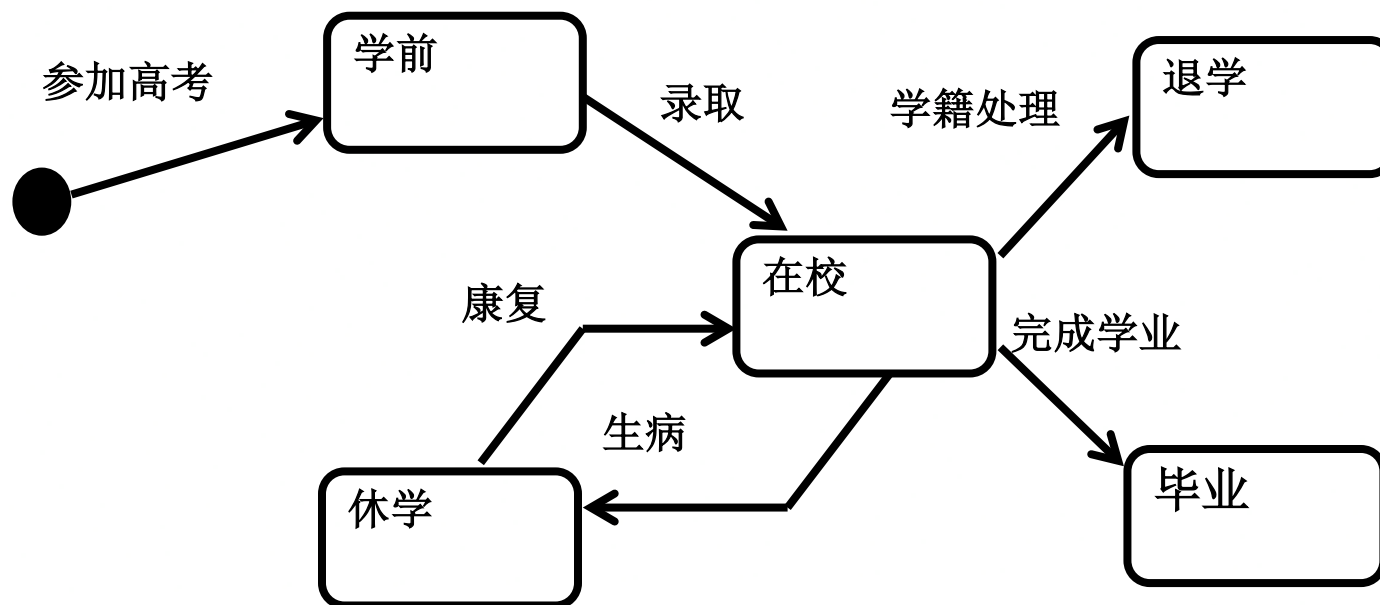 学前
退学
参加高考
录取
学籍处理
在校
康复
完成学业
生病
休学
毕业